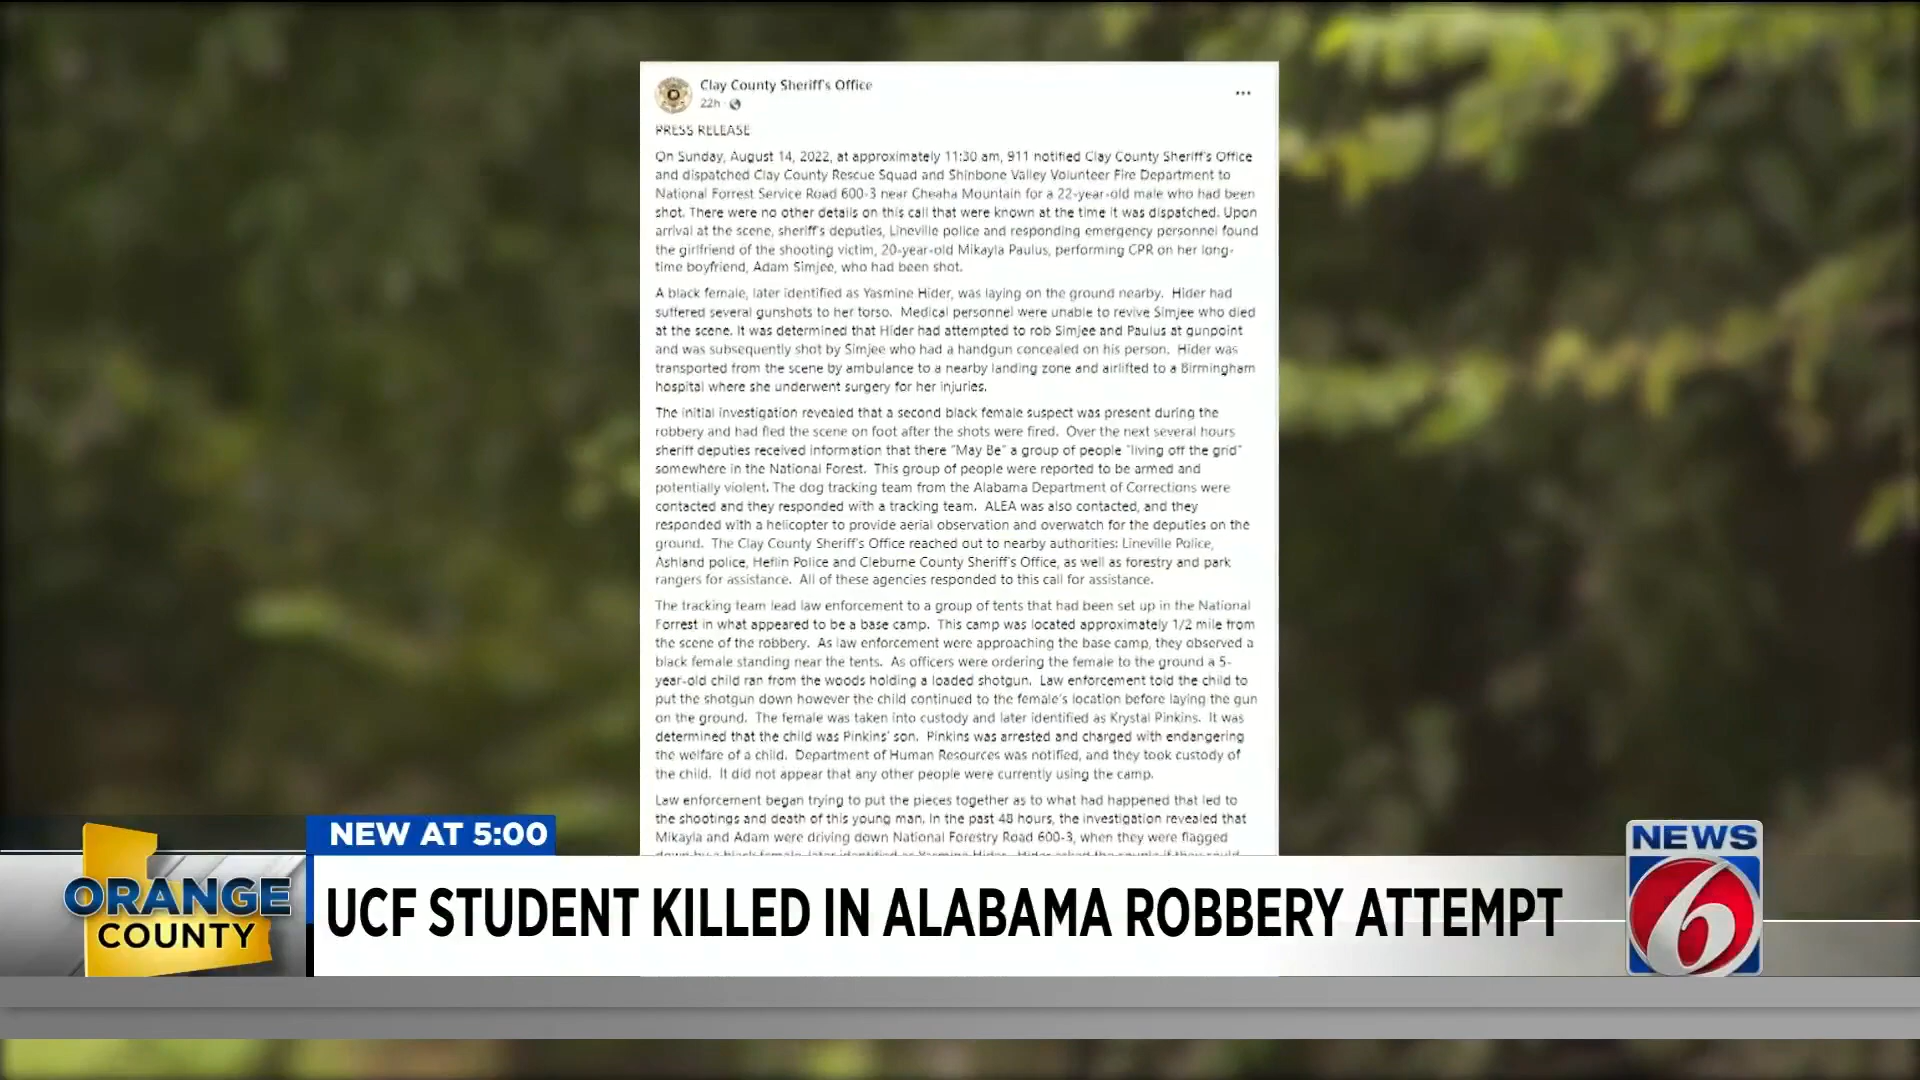 Clay County Sheriff's Office
22h
PRESS RELEASE
On Sunday, August 14, 2022, at approximately 11:30 am, 911 notified Clay County Sheriff's Office
and dispatched Clay County Rescue Squad and Shinbone Valley Volunteer Fire Department to
National Forrest Service Road 600-3 near Cheaha Mountain for a 22-year-old male who had been
shot. There were no other details on this call that were known at the time it was dispatched. Upon
arrival at the scene, sheriff's deputies, Lineville police and responding emergency personnel found
the girlfriend of the shooting victim, 20-year-old Mikayla Paulus, performing CPR on her long-
time boyfriend, Adam Simjee, who had been shot.
A black female, later identified as Yasmine Hider, was laying on the ground nearby. Hider had
suffered several gunshots to her torso. Medical personnel were unable to revive Simjee who died
at the scene. It was determined that Hider had attempted to rob Simjee and Paulus at gunpoint
and was subsequently shot by Simjee who had a handgun concealed on his person. Hider was
transported from the scene by ambulance to a nearby landing zone and airlifted to a Birmingham
hospital where she underwent surgery for her injuries.
The initial investigation revealed that a second black female suspect was present during the
robbery and had fled the scene on foot after the shots were fired. Over the next several hours
sheriff deputies received information that there "May Be" a group of people "living off the grid"
somewhere in the National Forest. This group of people were reported to be armed and
potentially violent. The dog tracking team from the Alabama Department of Corrections were
contacted and they responded with a tracking team. ALEA was also contacted, and they
responded with a helicopter to provide aerial observation and overwatch for the deputies on the
ground. The Clay County Sheriff's Office reached out to nearby authorities: Lineville Police,
Ashland police, Heflin Police and Cleburne County Sheriff's Office, as well as forestry and park
rangers for assistance. All of these agencies responded to this call for assistance.
The tracking team lead law enforcement to a group of tents that had been set up in the National
Forrest in what appeared to be a base camp. This camp was located approximately 1/2 mile from
the scene of the robbery. As law enforcement were approaching the base camp, they observed a
black female standing near the tents. As officers were ordering the female to the ground a 5-
year-old child ran from the woods holding a loaded shotgun. Law enforcement told the child to
put the shotgun down however the child continued to the female's location before laying the gun
on the ground. The female was taken into custody and later identified as Krystal Pinkins. It was
determined that the child was Pinkins' son. Pinkins was arrested and charged with endangering
the welfare of a child. Department of Human Resources was notified, and they took custody of
the child. It did not appear that any other people were currently using the camp.
Law enforcement began trying to put the pieces together as to what had happened that led to
the shootings and death of this young man. In the past 48 hours, the investigation revealed that
Mikayla and Adam were driving down National Forestry Road 600-3, when they were flagged
NEW AT 5:00
ORANGE
COUNTY
UCF STUDENT KILLED IN ALABAMA ROBBERY ATTEMPT
NEWS
6